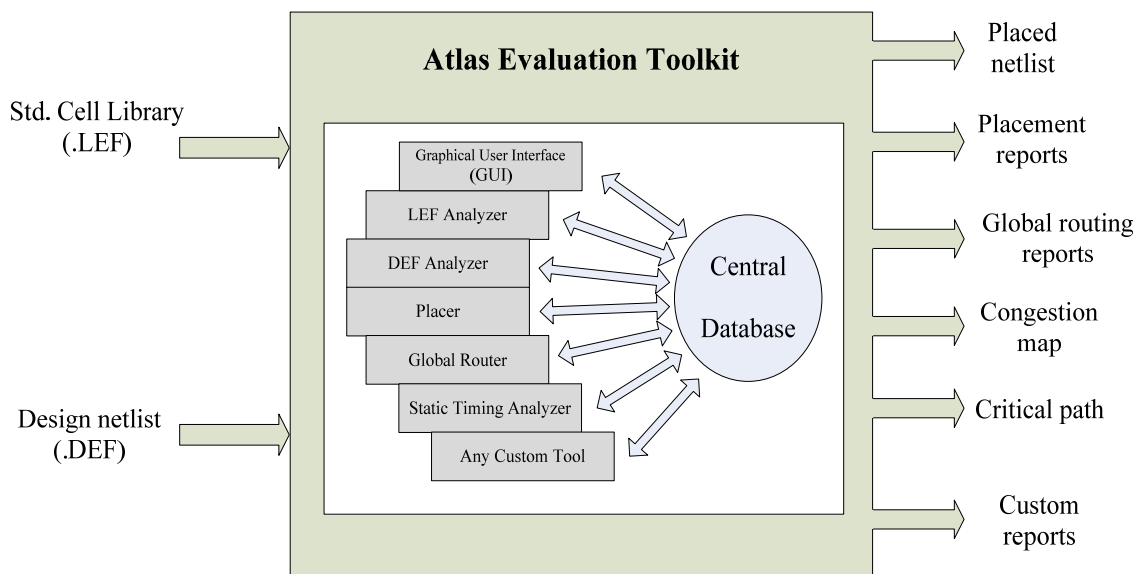 Atlas Evaluation Toolkit
Std. Cell Library
(.LEF)
Design netlist
(.DEF)
Graphical User Interface
(GUI)
LEF Analyzer
DEF Analyzer
Placer
Global Router
Static Timing Analyzer
Any Custom Tool
Central
Database
Placed
netlist
Placement
reports
Global routing
reports
Congestion
map
Critical path
Custom
reports